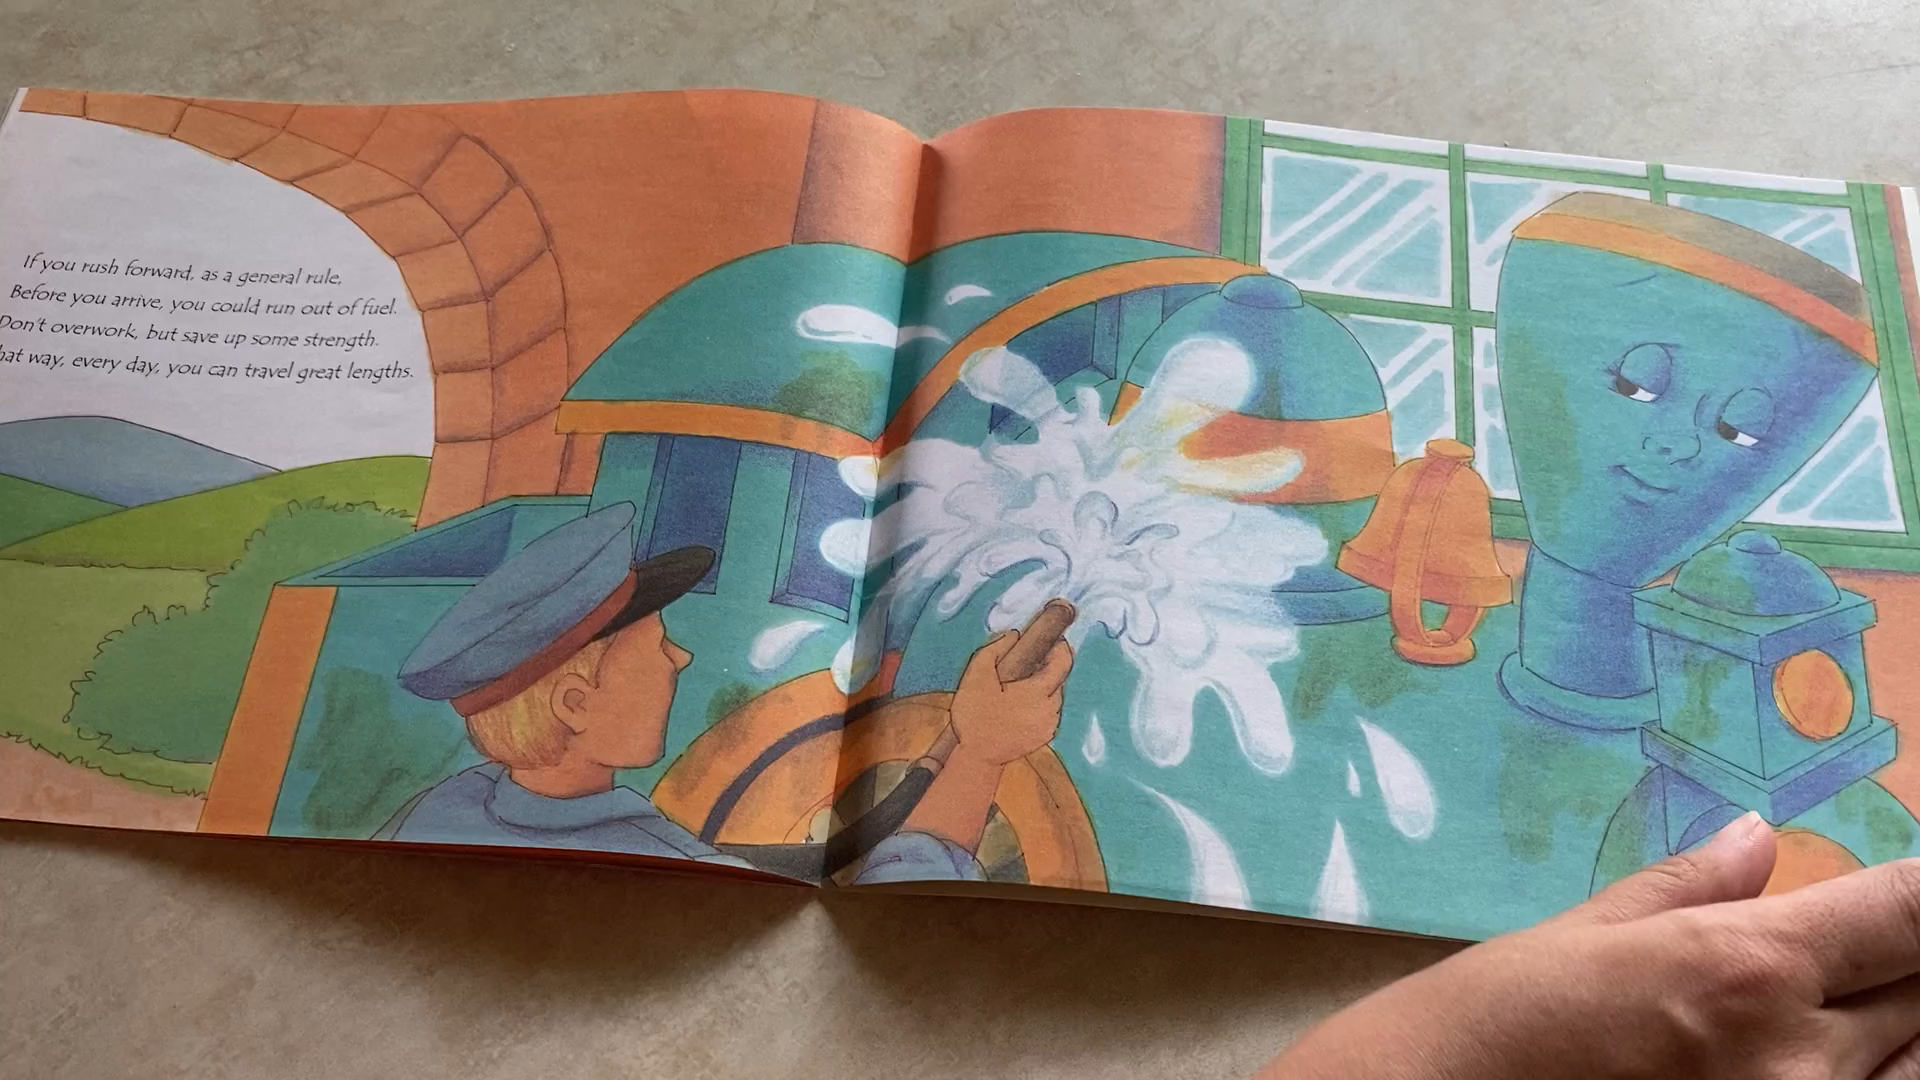 If you rush forward, as a general rule,
Before you arrive, you could run out of fuel.
Don't overwork, but save up some strength.
hat way, every day, you can travel great lengths.